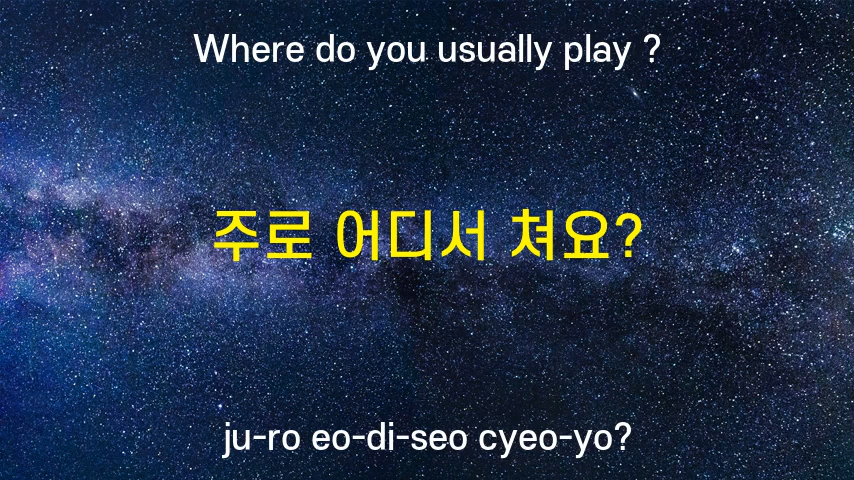 Where do you usually play ?
주로 어디서 쳐요?
ju-ro eo-di-seo cyeo-yo?